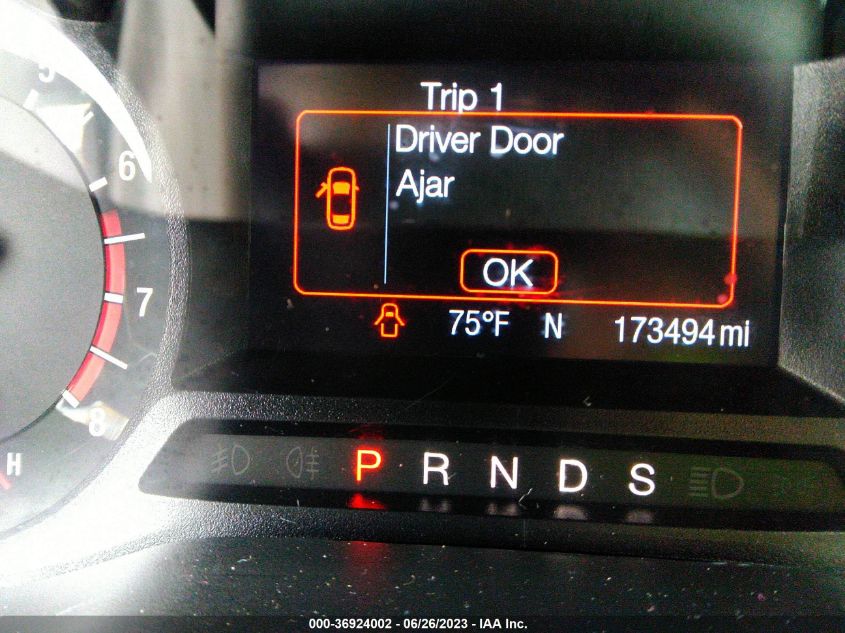 5
6
7
8
H
Trip 1
Driver Door
Ajar
OK
75°F N 173494 mi
P R N D S
000-36924002 - 06/26/2023 - IAA Inc.